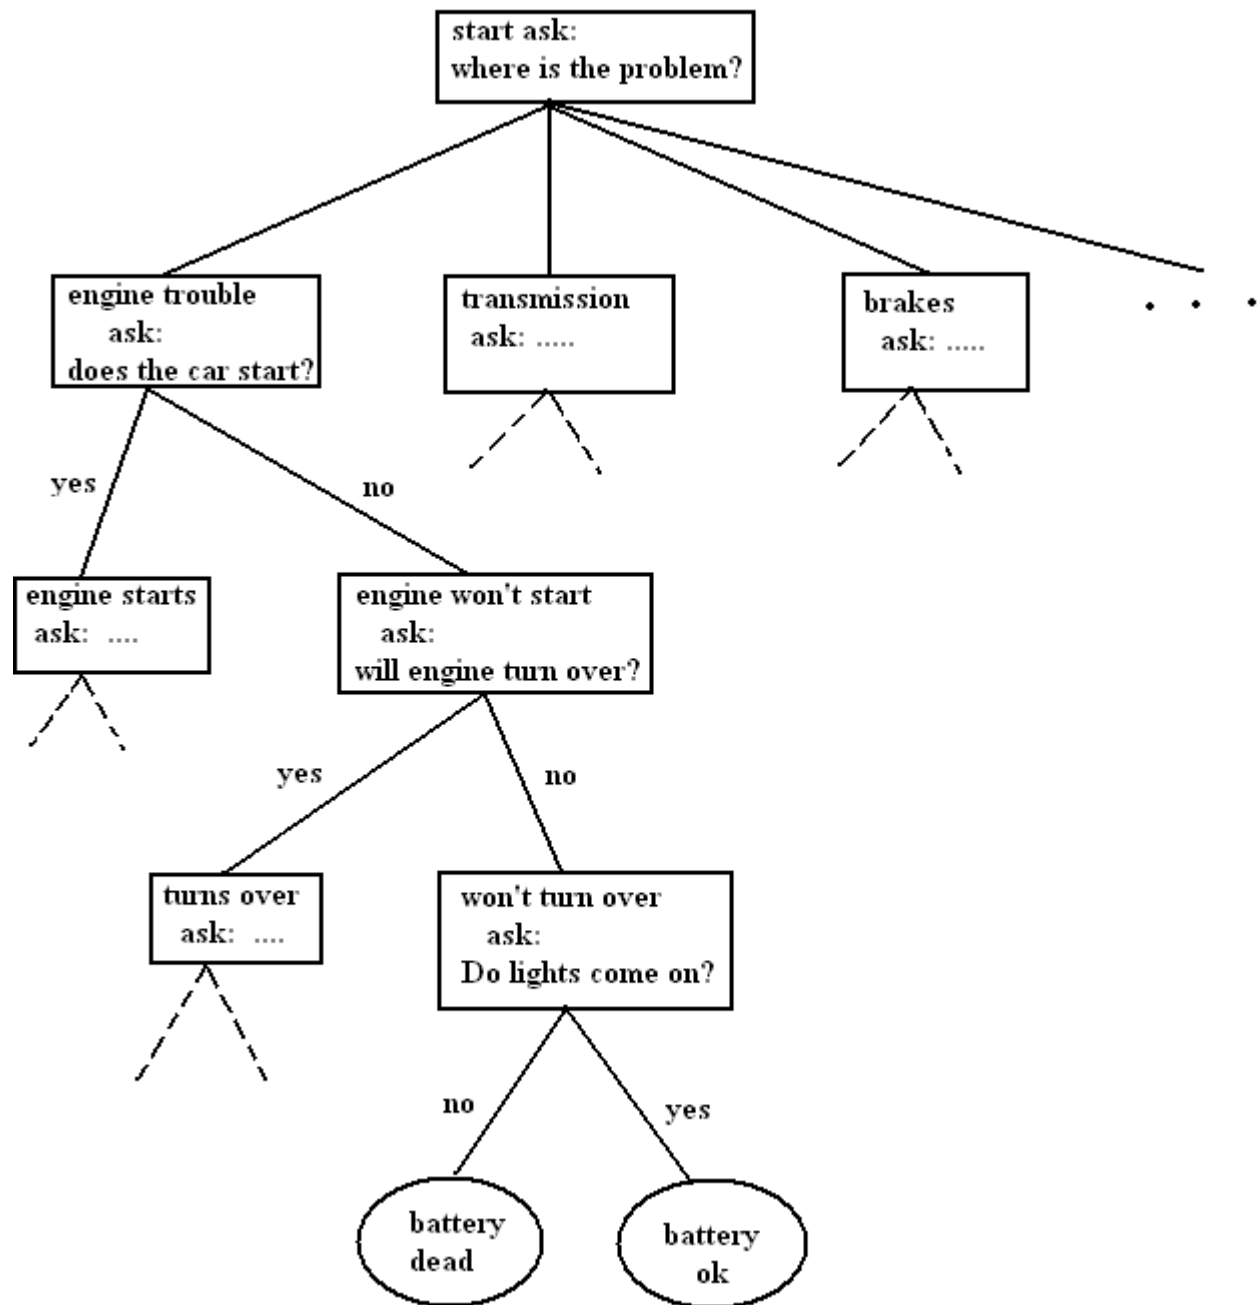 start ask:
where is the problem?
engine trouble
ask:
does the car start?
transmission
ask: .....
brakes
ask: .....
. . .
yes
no
engine starts
ask: ....
engine won't start
ask:
will engine turn over?
yes
no
turns over
ask: ....
won't turn over
ask:
Do lights come on?
no
yes
battery
dead
battery
ok